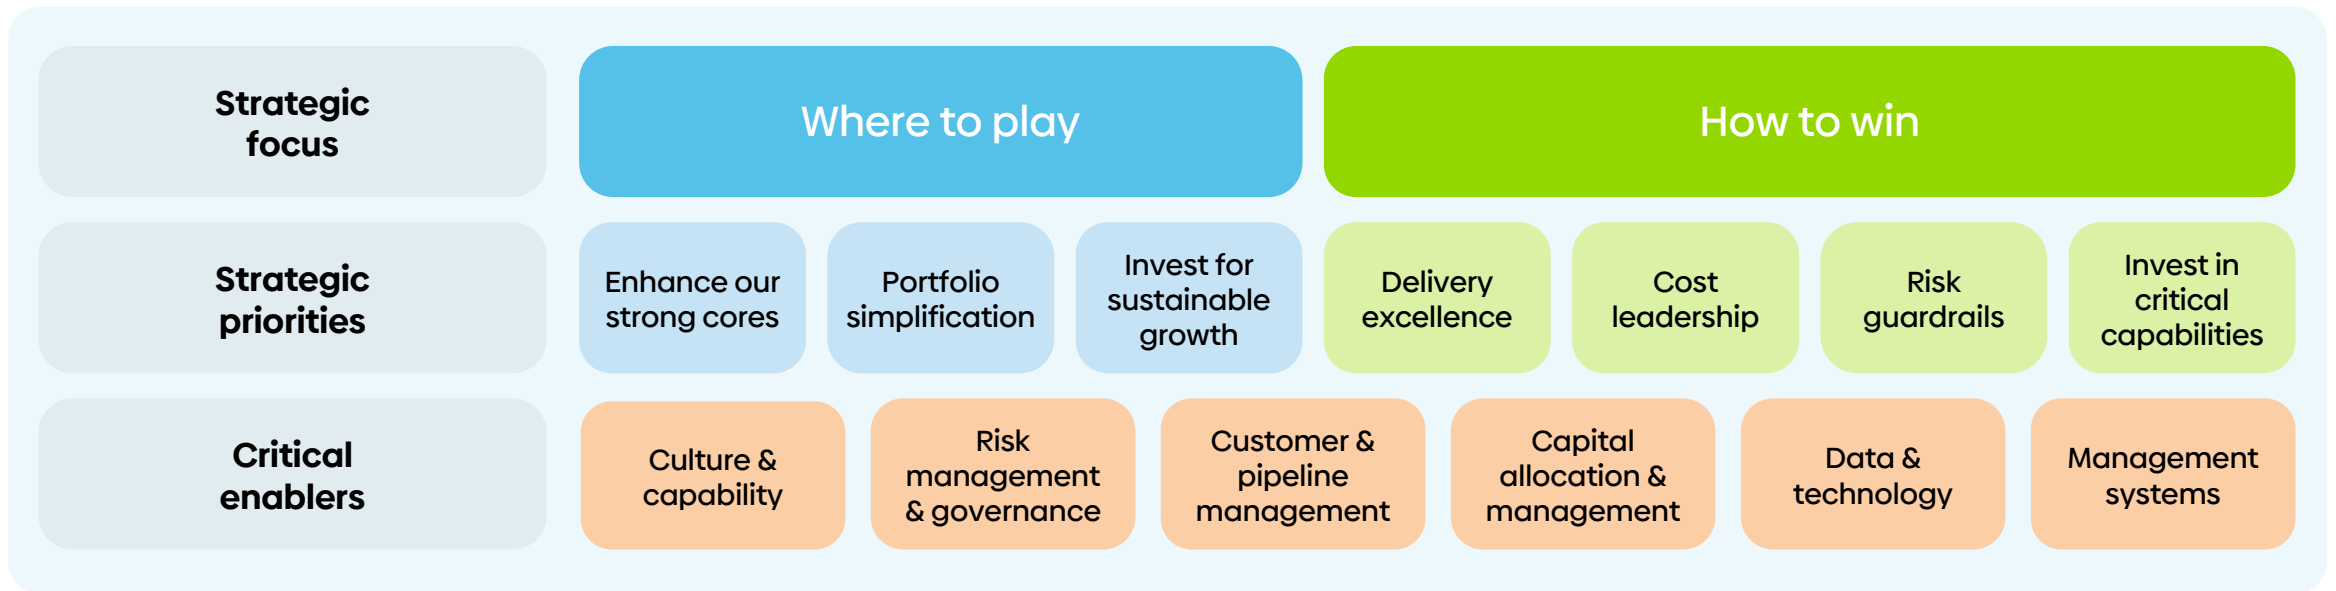 Strategic
focus
Where to play
How to win
Strategic
priorities
Enhance our
strong cores
Portfolio
simplification
Invest for
sustainable
growth
Delivery
excellence
Cost
leadership
Risk
guardrails
Invest in
critical
capabilities
Critical
enablers
Culture &
capability
Risk
management
& governance
Customer &
pipeline
management
Capital
allocation &
management
Data &
technology
Management
systems